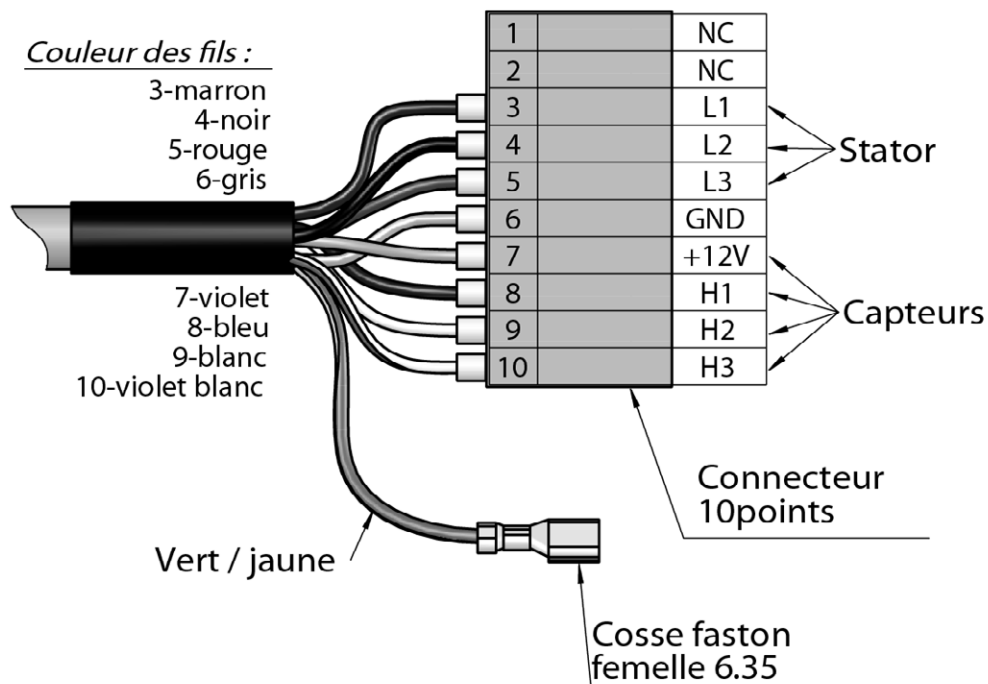 Couleur des fils :
3-marron
4-noir
5-rouge
6-gris
7-violet
8-bleu
9-blanc
10-violet blanc
1 NC
2 NC
3 L1
4 L2
5 L3
6 GND
7 +12V
8 H1
9 H2
10 H3
Stator
Capteurs
Connecteur
10points
Vert / jaune
Cosse faston
femelle 6.35